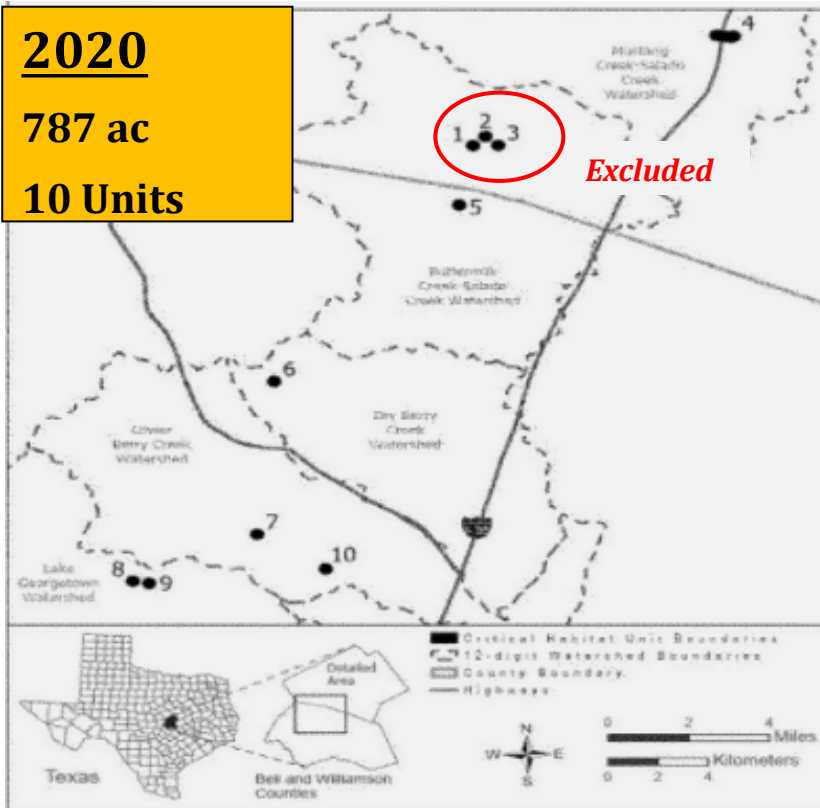 2020
787 ac
10 Units
4
Mustang
Creek-Salado
Creek
Watershed
2
1
3
Excluded
5
Buttermilk
Creek-Salado
Creek Watershed
6
Dry Berry
Creek
Watershed
Lower
Berry Creek
Watershed
7
10
8
9
Lake
Georgetown
Watershed
Critical Habitat Unit Boundaries
12-digit Watershed Boundaries
County Boundary
Highways
Detailed
Area
Texas
Bell and Williamson
Counties
N
W
E
S
0 2 4
Miles
Kilometers
0 2 4